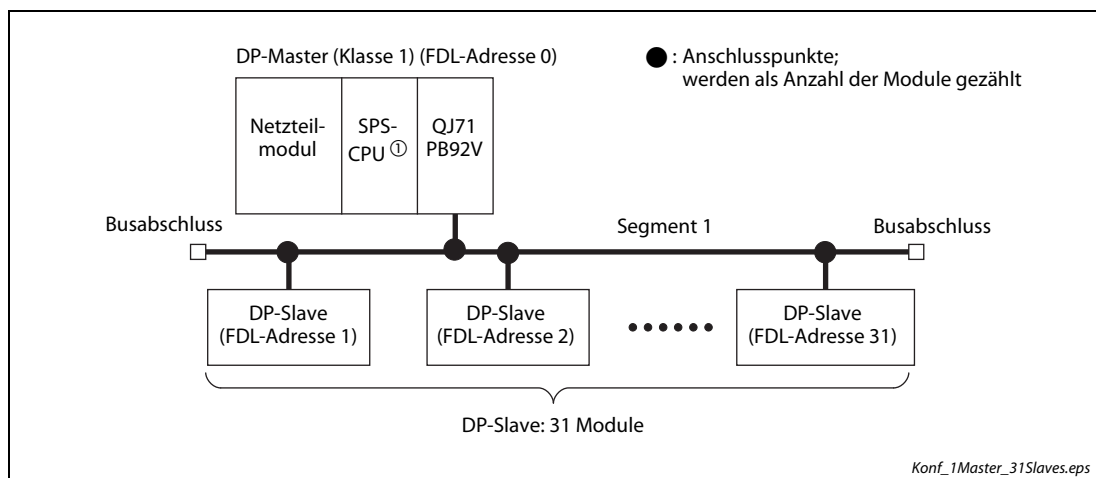 DP-Master (Klasse 1) (FDL-Adresse 0)
: Anschlusspunkte;
werden als Anzahl der Module gezählt
Netzteil-
modul
SPS-
CPU ①
QJ71
PB92V
Busabschluss
Segment 1
Busabschluss
DP-Slave
(FDL-Adresse 1)
DP-Slave
(FDL-Adresse 2)
DP-Slave
(FDL-Adresse 31)
DP-Slave: 31 Module
Konf_1Master_31Slaves.eps